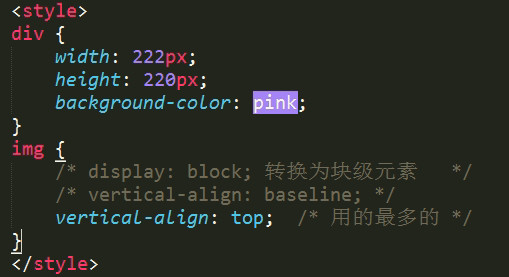 <style>
div {
    width: 222px;
    height: 220px;
    background-color: pink;
}
img {
    /* display: block; 转换为块级元素   */
    /* vertical-align: baseline; */
    vertical-align: top;  /* 用的最多的 */
}
</style>